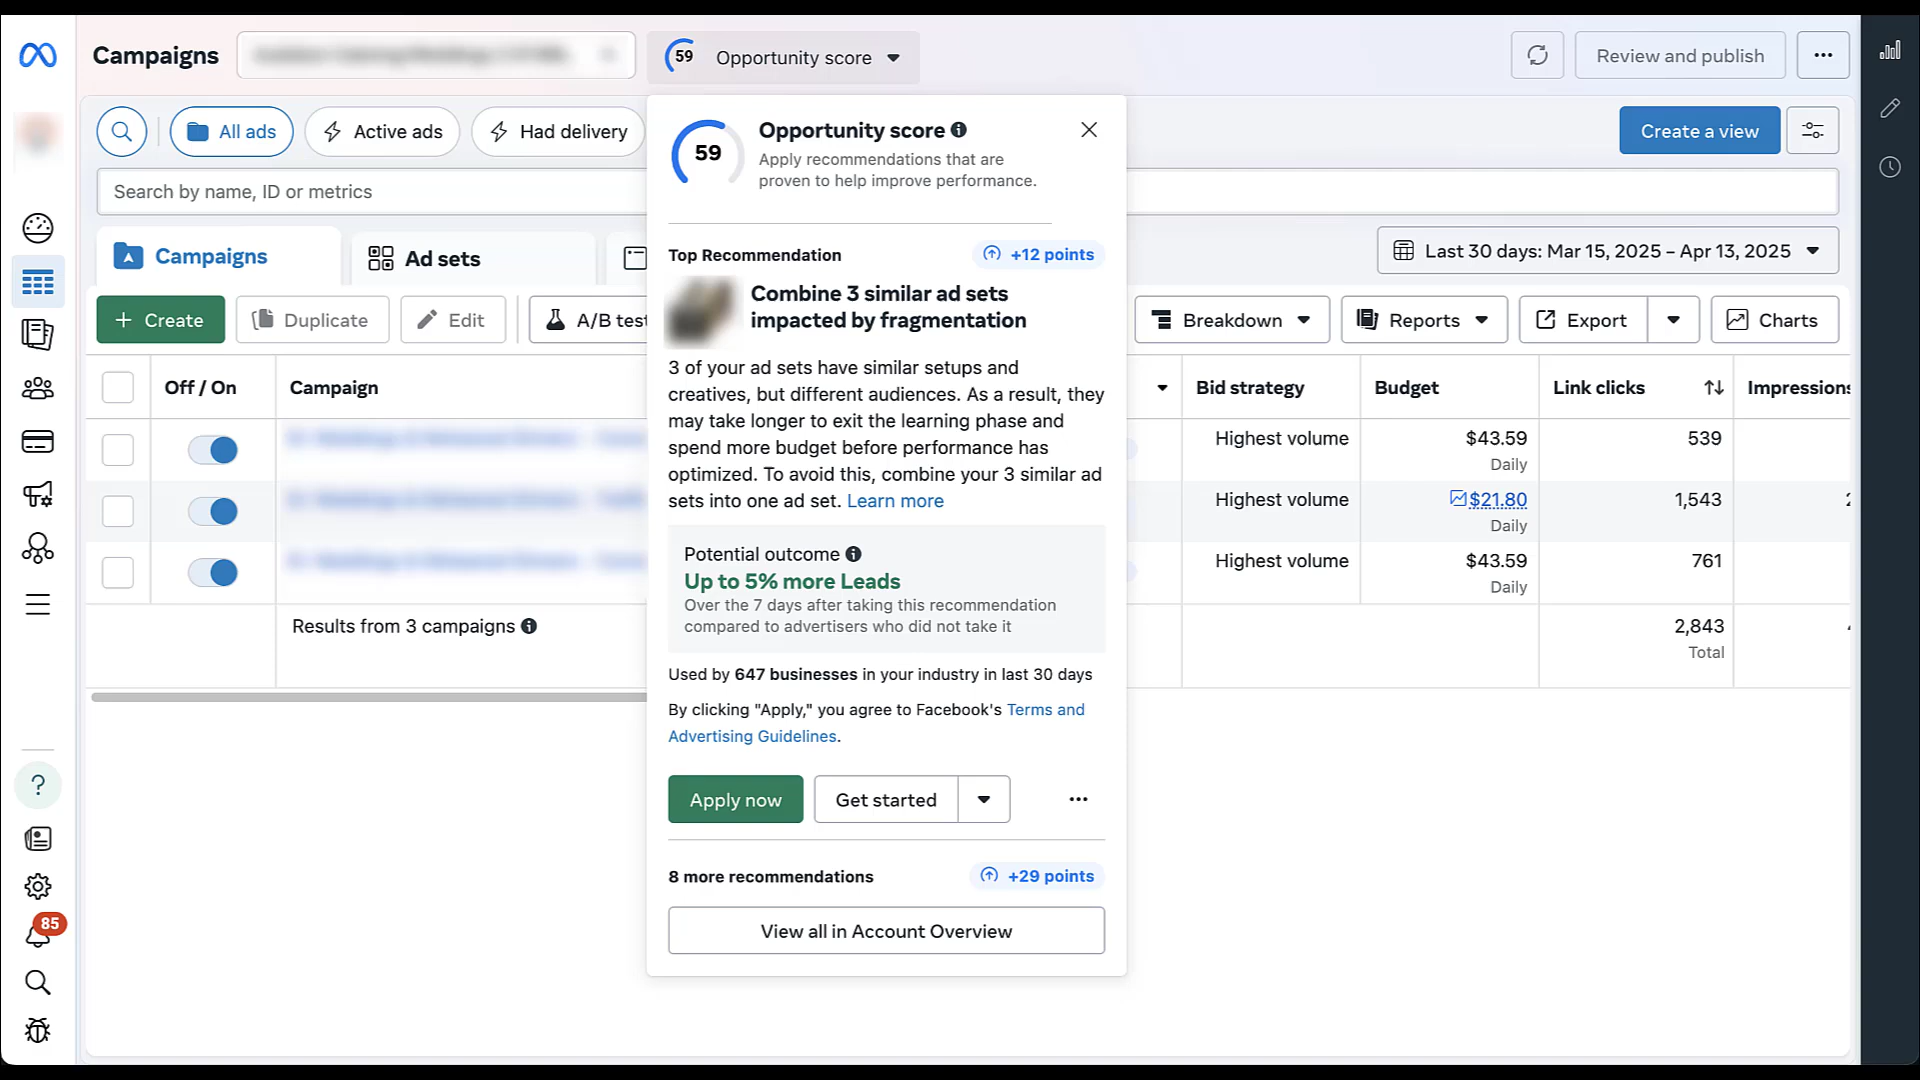 Campaigns
59 Opportunity score
Review and publish
All ads
Active ads
Had delivery
Create a view
Search by name, ID or metrics
59
Opportunity score
Apply recommendations that are
proven to help improve performance.
Campaigns
Ad sets
Last 30 days: Mar 15, 2025 – Apr 13, 2025
Top Recommendation
+12 points
Combine 3 similar ad sets
impacted by fragmentation
3 of your ad sets have similar setups and
creatives, but different audiences. As a result, they
may take longer to exit the learning phase and
spend more budget before performance has
optimized. To avoid this, combine your 3 similar ad
sets into one ad set. Learn more
Potential outcome
Up to 5% more Leads
Over the 7 days after taking this recommendation
compared to advertisers who did not take it
Used by 647 businesses in your industry in last 30 days
By clicking "Apply," you agree to Facebook's Terms and
Advertising Guidelines.
Apply now
Get started
8 more recommendations
+29 points
View all in Account Overview
+ Create
Duplicate
Edit
A/B test
Breakdown
Reports
Export
Charts
Off / On
Campaign
Bid strategy
Budget
Link clicks
Impressions
Highest volume
$43.59
Daily
539
Highest volume
$21.80
Daily
1,543
Highest volume
$43.59
Daily
761
Results from 3 campaigns
2,843
Total
?
85